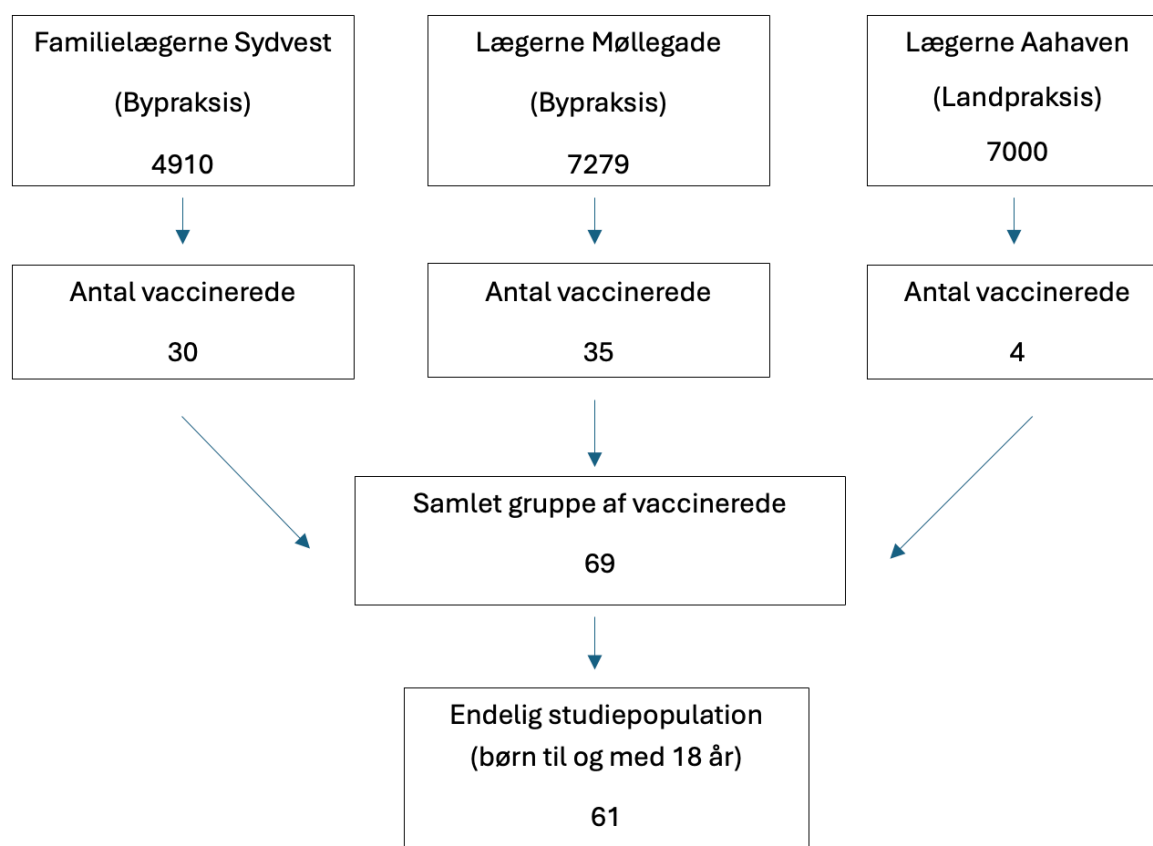 Familielægerne Sydvest
(Bypraksis)
4910
Lægerne Møllegade
(Bypraksis)
7279
Lægerne Aahaven
(Landpraksis)
7000
Antal vaccinerede
30
Antal vaccinerede
35
Antal vaccinerede
4
Samlet gruppe af vaccinerede
69
Endelig studiepopulation
(børn til og med 18 år)
61